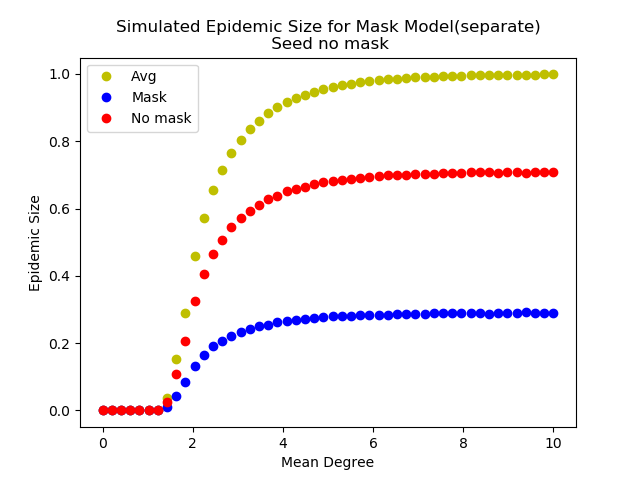 Simulated Epidemic Size for Mask Model(separate)
Seed no mask
Avg
Mask
No mask
Epidemic Size
1.0
0.8
0.6
0.4
0.2
0.0
0 2 4 6 8 10
Mean Degree